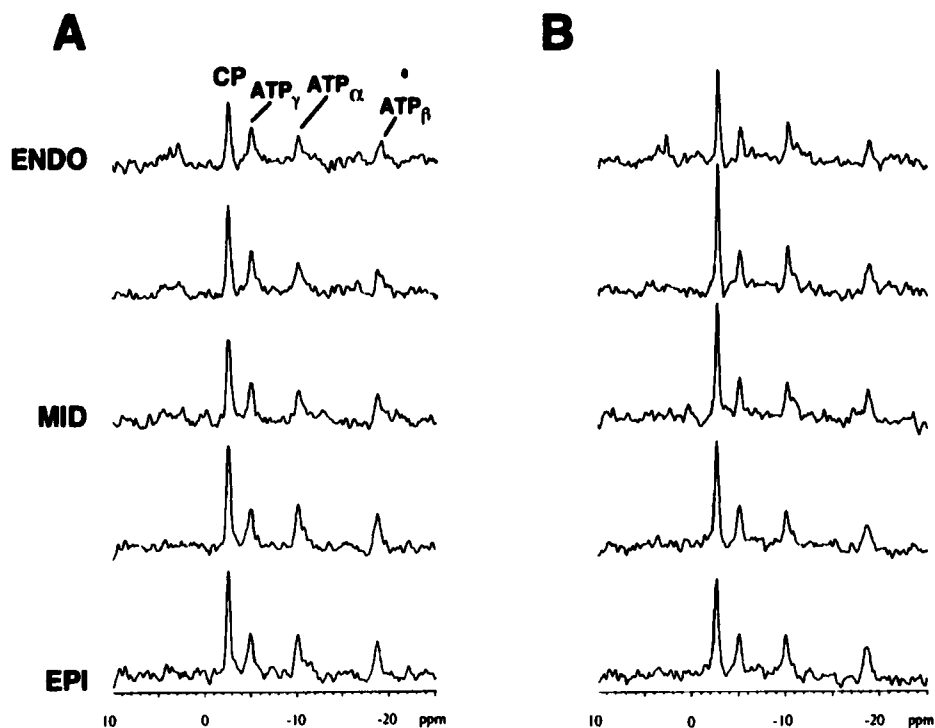 A
B
CP
ATPγ
ATPα
ATPβ
ENDO
MID
EPI
10 0 -10 -20 ppm
10 0 -10 -20 ppm